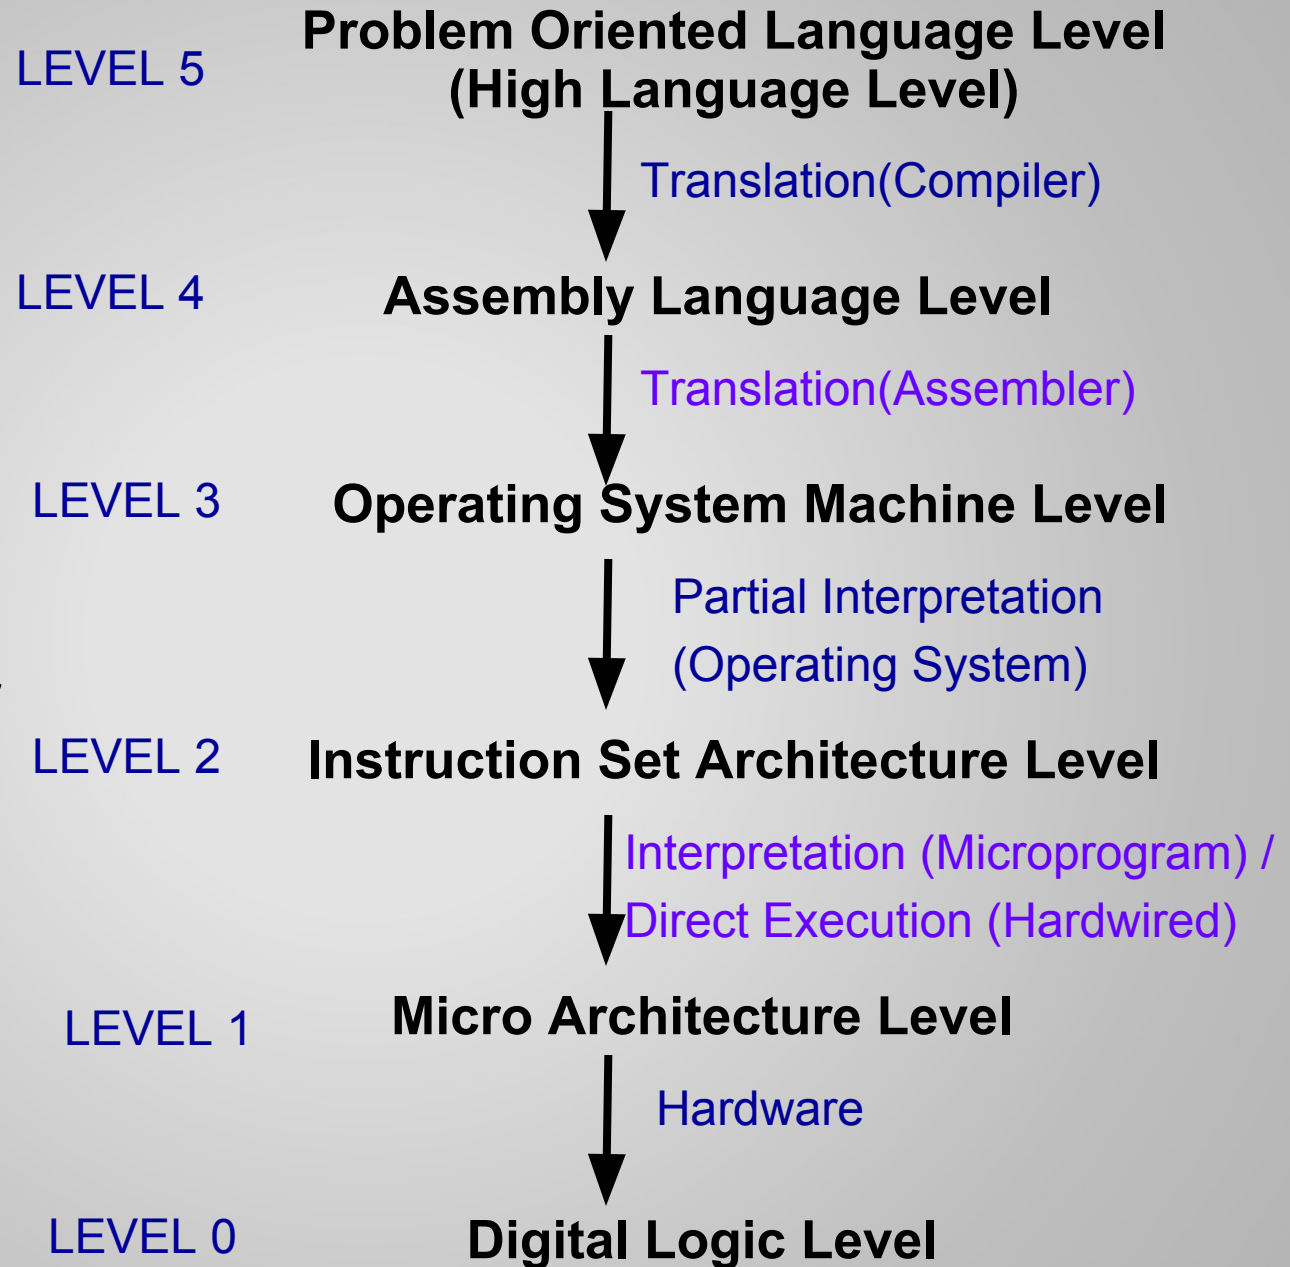 LEVEL 5
Problem Oriented Language Level
(High Language Level)
Translation(Compiler)
LEVEL 4
Assembly Language Level
Translation(Assembler)
LEVEL 3
Operating System Machine Level
Partial Interpretation
(Operating System)
LEVEL 2
Instruction Set Architecture Level
Interpretation (Microprogram) /
Direct Execution (Hardwired)
LEVEL 1
Micro Architecture Level
Hardware
LEVEL 0
Digital Logic Level